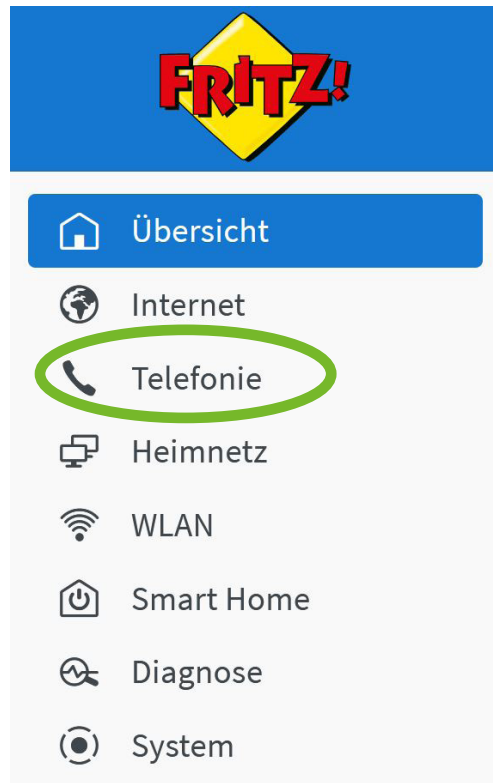 FRITZ!
Übersicht
Internet
Telefonie
Heimnetz
WLAN
Smart Home
Diagnose
System